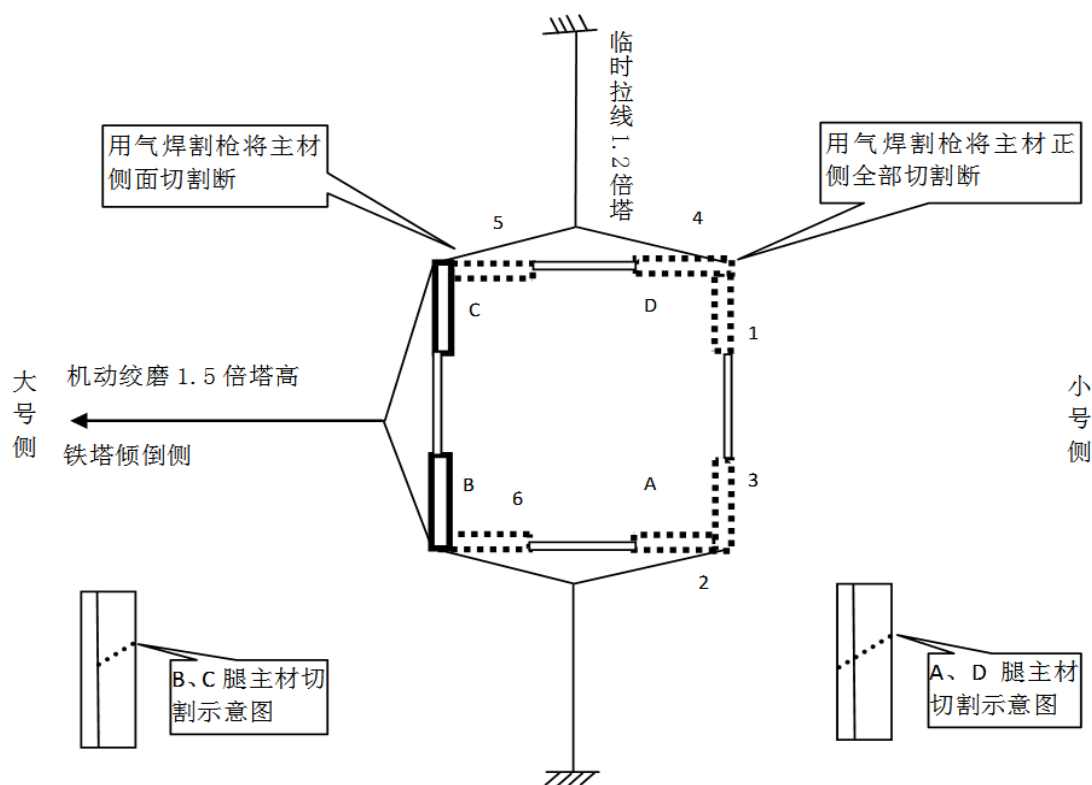 临时拉线1.2倍塔
用气焊割枪将主材
侧面切割断
用气焊割枪将主材正
侧全部切割断
5
4
C
D
1
大号侧
机动绞磨1.5倍塔高
铁塔倾倒侧
小号侧
B
6
A
3
2
B、C腿主材切
割示意图
A、D 腿主材
切割示意图